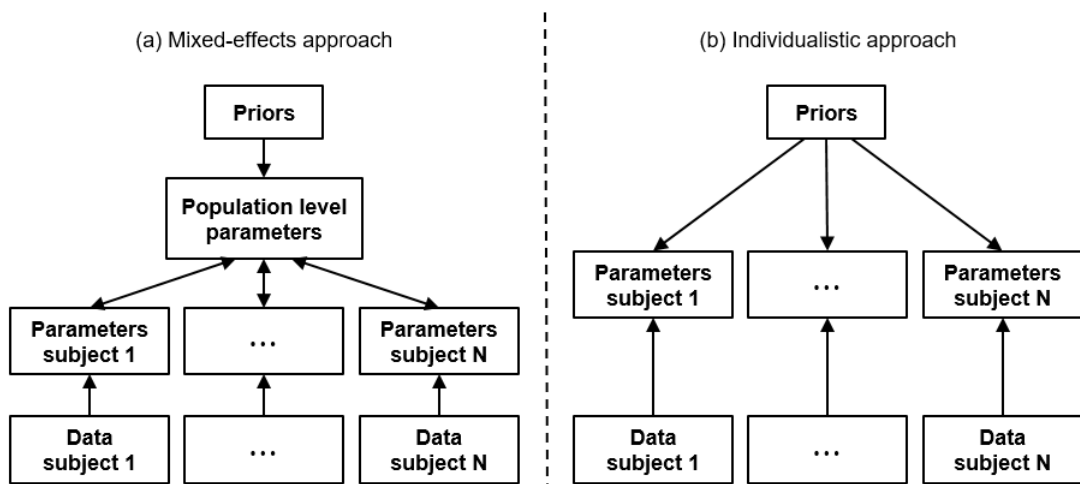 (a) Mixed-effects approach
Priors
Population level
parameters
Parameters
subject 1
...
Parameters
subject N
Data
subject 1
...
Data
subject N
(b) Individualistic approach
Priors
Parameters
subject 1
...
Parameters
subject N
Data
subject 1
...
Data
subject N